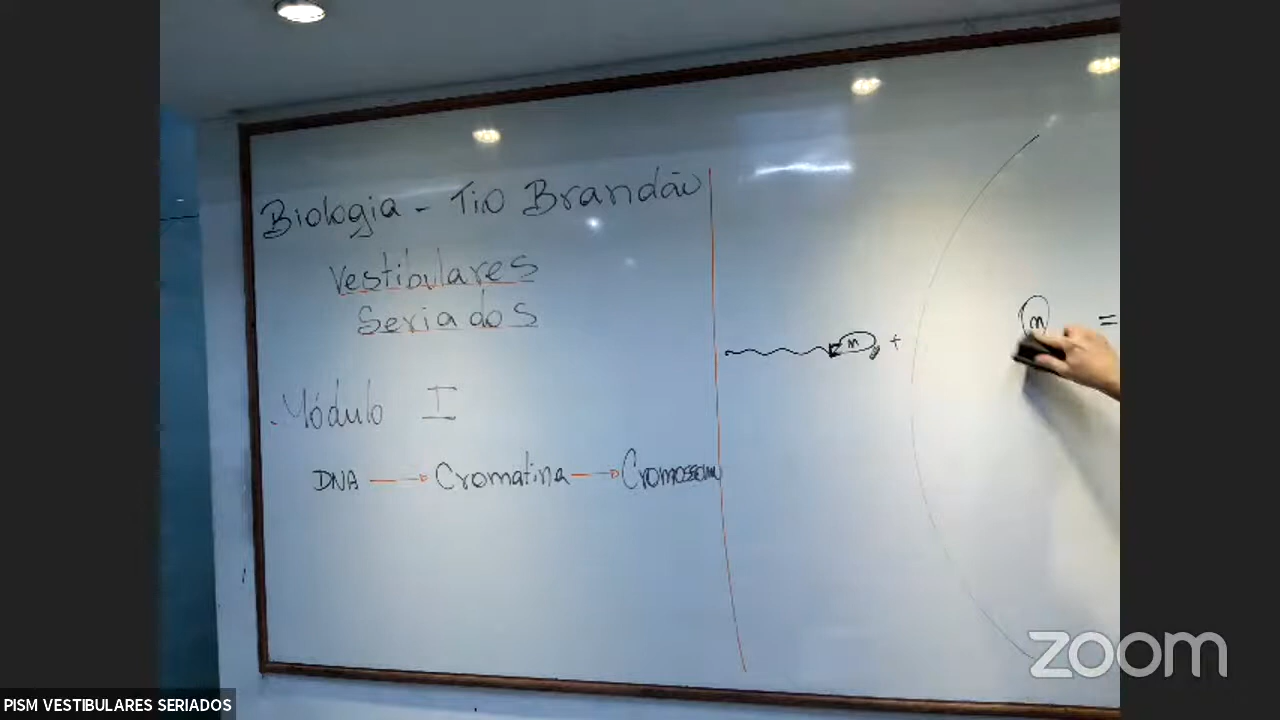 Biologia - Tio Brandão
Vestibulares
Seriados
Módulo I
DNA → Cromatina → Cromossomo
n +
n =
zoom
PISM VESTIBULARES SERIADOS